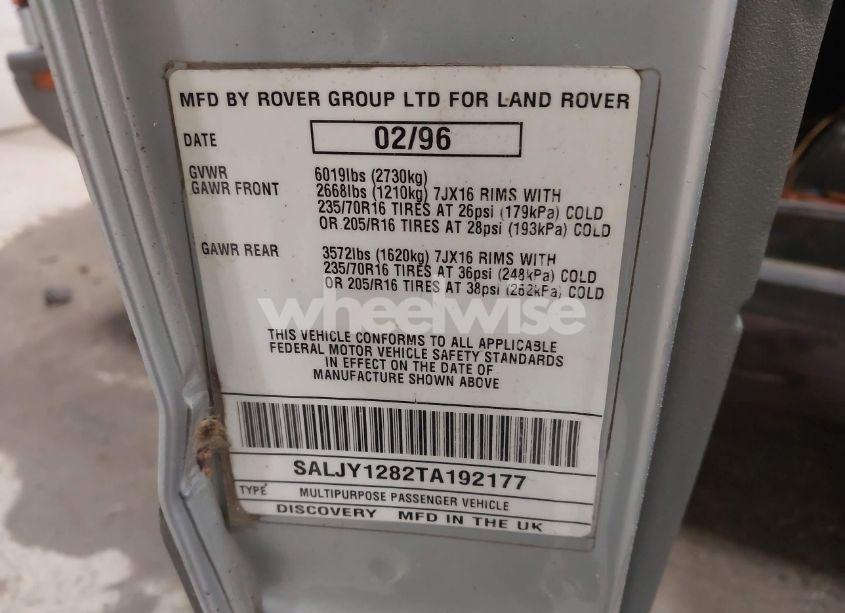 MFD BY ROVER GROUP LTD FOR LAND ROVER
DATE 02/96
GVWR 6019lbs (2730kg)
GAWR FRONT 2668lbs (1210kg) 7JX16 RIMS WITH
235/70R16 TIRES AT 26psi (179kPa) COLD
OR 205/R16 TIRES AT 28psi (193kPa) COLD
GAWR REAR 3572lbs (1620kg) 7JX16 RIMS WITH
235/70R16 TIRES AT 36psi (248kPa) COLD
OR 205/R16 TIRES AT 38psi (262kPa) COLD
wheelwise
THIS VEHICLE CONFORMS TO ALL APPLICABLE
FEDERAL MOTOR VEHICLE SAFETY STANDARDS
IN EFFECT ON THE DATE OF
MANUFACTURE SHOWN ABOVE
SALJY1282TA192177
TYPE MULTIPURPOSE PASSENGER VEHICLE
DISCOVERY MFD IN THE UK